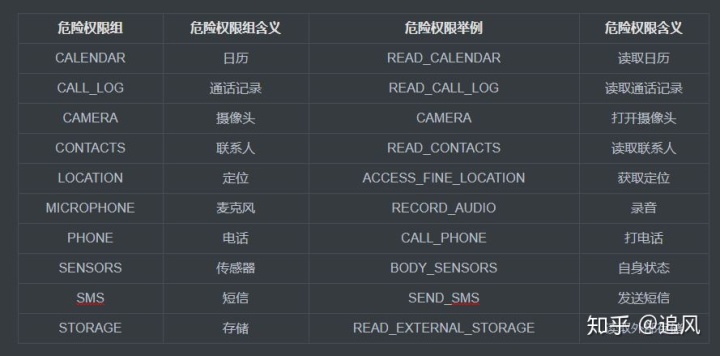 危险权限组 危险权限组含义 危险权限举例 危险权限含义
CALENDAR 日历 READ_CALENDAR 读取日历
CALL_LOG 通话记录 READ_CALL_LOG 读取通话记录
CAMERA 摄像头 CAMERA 打开摄像头
CONTACTS 联系人 READ_CONTACTS 读取联系人
LOCATION 定位 ACCESS_FINE_LOCATION 获取定位
MICROPHONE 麦克风 RECORD_AUDIO 录音
PHONE 电话 CALL_PHONE 打电话
SENSORS 传感器 BODY_SENSORS 自身状态
SMS 短信 SEND_SMS 发送短信
STORAGE 存储 READ_EXTERNAL_STORAGE
知乎 @追风